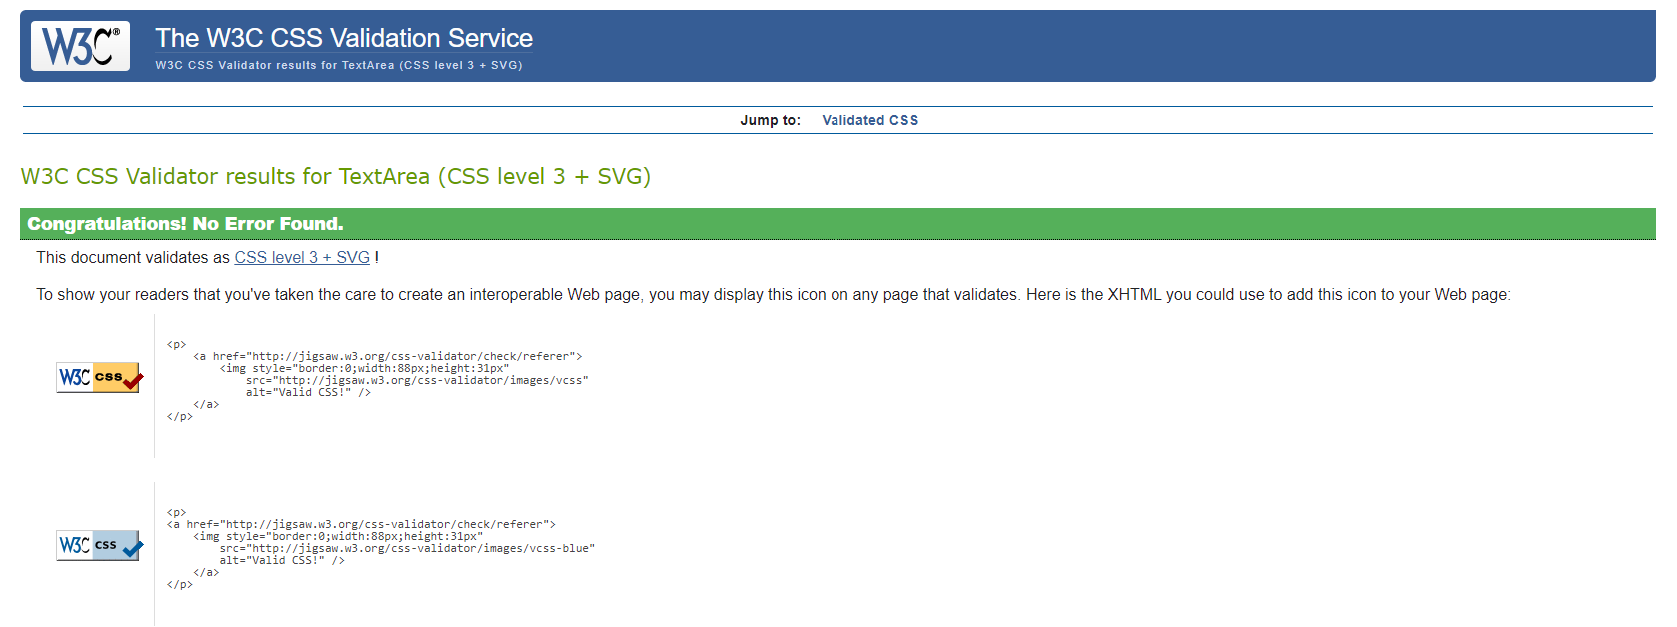 W3C®
The W3C CSS Validation Service
W3C CSS Validator results for TextArea (CSS level 3 + SVG)
Jump to: Validated CSS
W3C CSS Validator results for TextArea (CSS level 3 + SVG)
Congratulations! No Error Found.
This document validates as CSS level 3 + SVG !
To show your readers that you've taken the care to create an interoperable Web page, you may display this icon on any page that validates. Here is the XHTML you could use to add this icon to your Web page:
W3C css
<p>
<a href="http://jigsaw.w3.org/css-validator/check/referer">
<img style="border:0;width:88px;height:31px"
src="http://jigsaw.w3.org/css-validator/images/vcss"
alt="Valid CSS!" />
</a>
</p>
W3C css
<p>
<a href="http://jigsaw.w3.org/css-validator/check/referer">
<img style="border:0;width:88px;height:31px"
src="http://jigsaw.w3.org/css-validator/images/vcss-blue"
alt="Valid CSS!" />
</a>
</p>